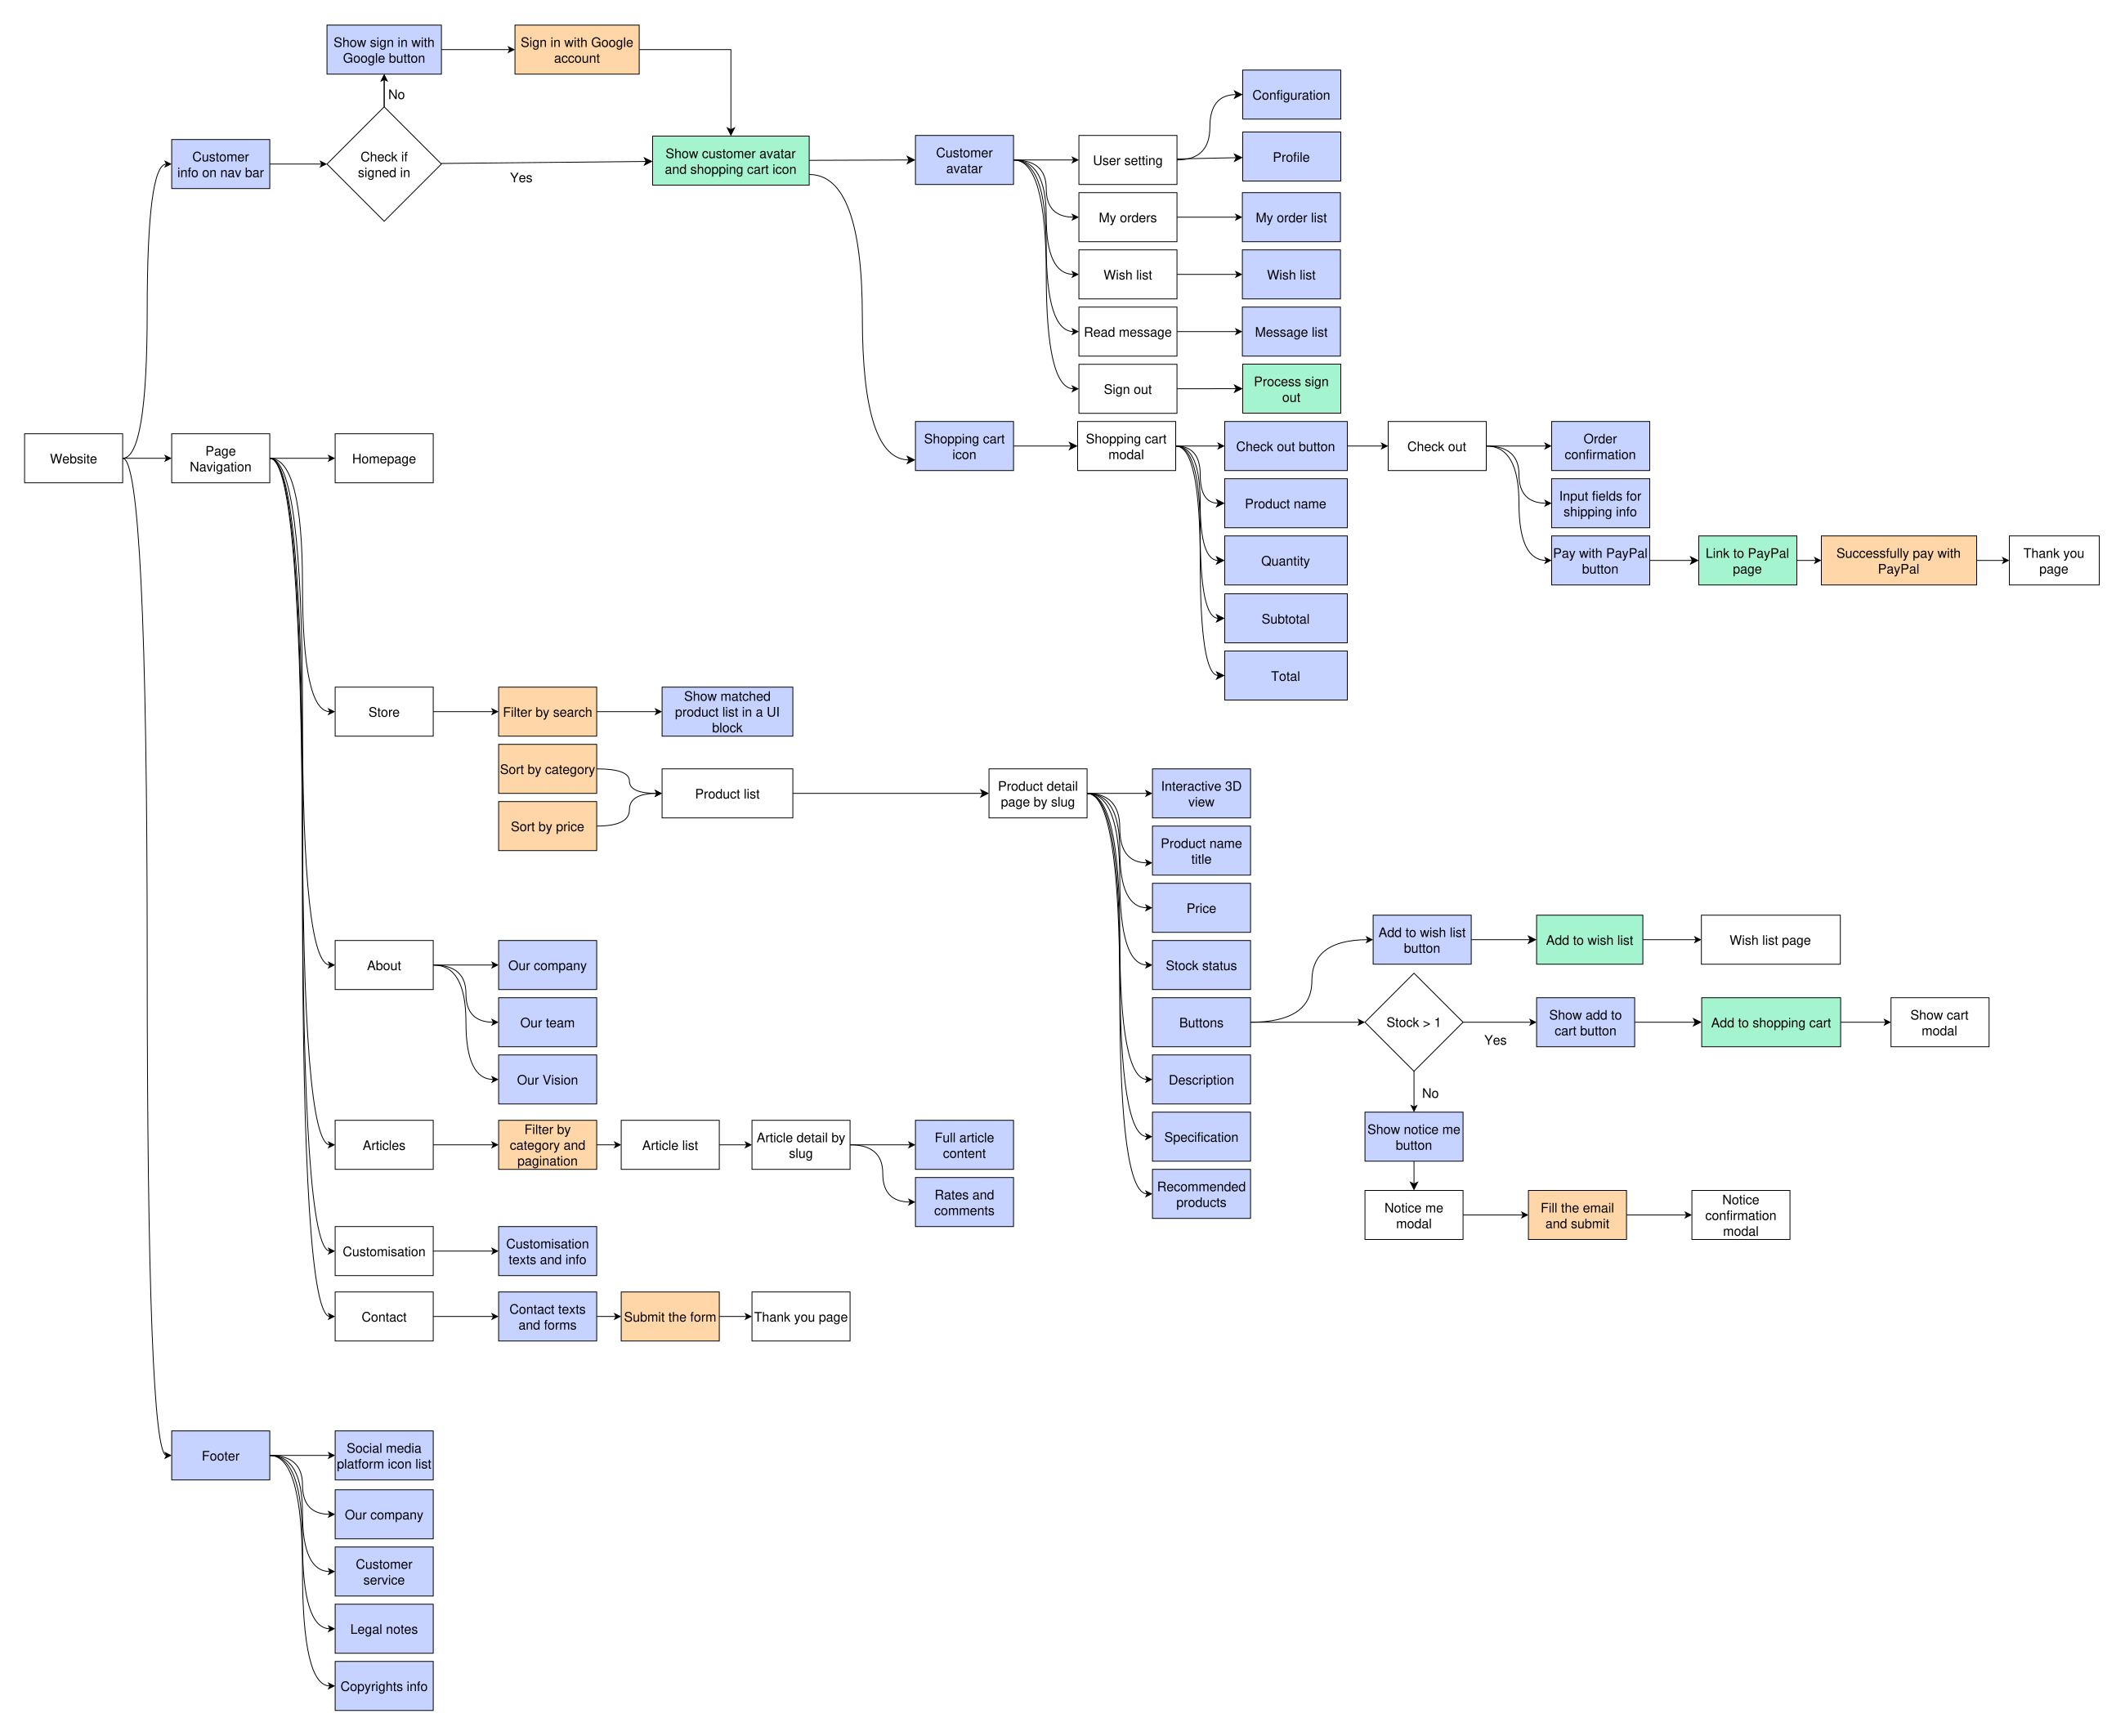 Show sign in with
Google button
Sign in with Google
account
No
Customer
info on nav bar
Check if
signed in
Yes
Show customer avatar
and shopping cart icon
Customer
avatar
User setting
Configuration
Profile
My orders
My order list
Wish list
Wish list
Read message
Message list
Sign out
Process sign
out
Website
Page
Navigation
Homepage
Shopping cart
icon
Shopping cart
modal
Check out button
Check out
Order
confirmation
Product name
Input fields for
shipping info
Quantity
Pay with PayPal
button
Link to PayPal
page
Successfully pay with
PayPal
Thank you
page
Subtotal
Total
Store
Filter by search
Show matched
product list in a UI
block
Sort by category
Sort by price
Product list
Product detail
page by slug
Interactive 3D
view
Product name
title
Price
Stock status
Buttons
Description
Specification
Recommended
products
Add to wish list
button
Add to wish list
Wish list page
Stock > 1
Yes
Show add to
cart button
Add to shopping cart
Show cart
modal
No
Show notice me
button
Notice me
modal
Fill the email
and submit
Notice
confirmation
modal
About
Our company
Our team
Our Vision
Articles
Filter by
category and
pagination
Article list
Article detail by
slug
Full article
content
Rates and
comments
Customisation
Customisation
texts and info
Contact
Contact texts
and forms
Submit the form
Thank you page
Footer
Social media
platform icon list
Our company
Customer
service
Legal notes
Copyrights info